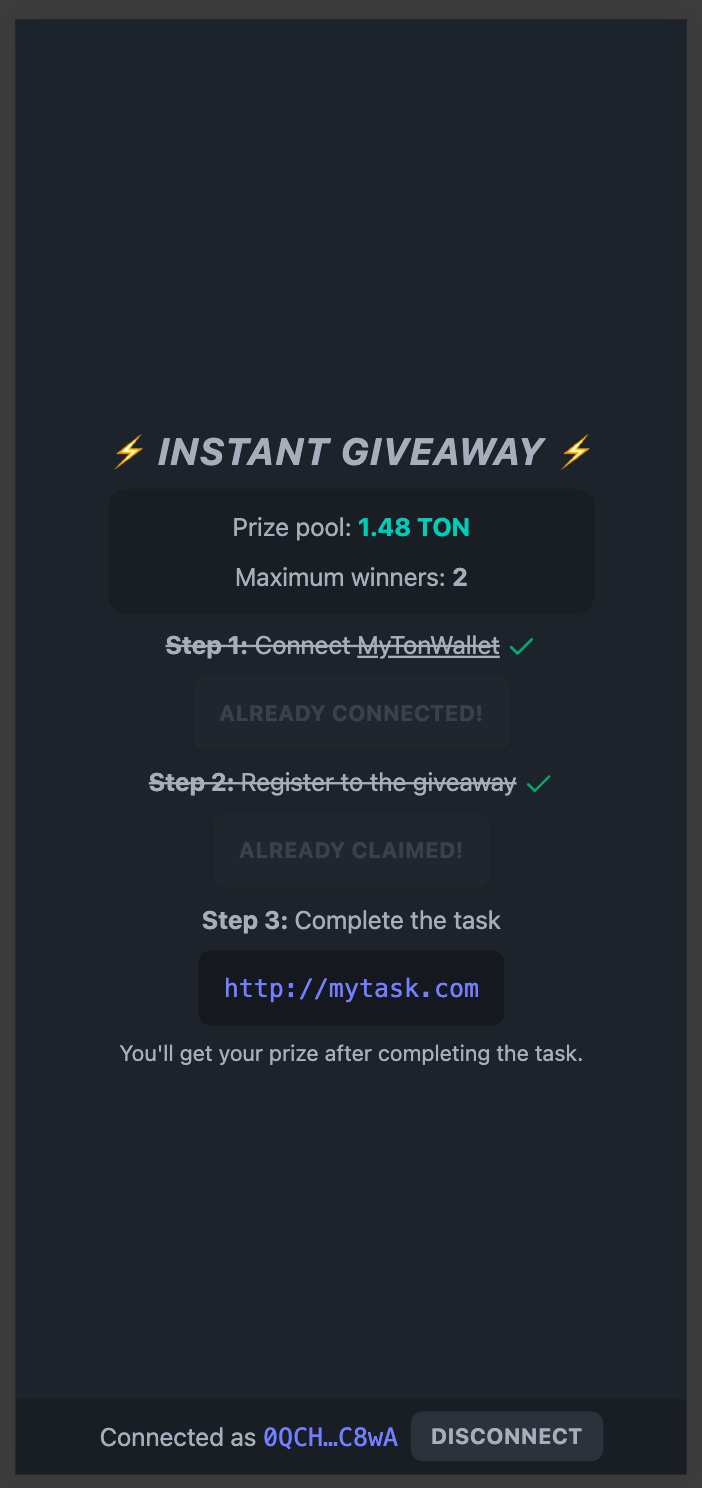 ⚡ INSTANT GIVEAWAY ⚡
Prize pool: 1.48 TON
Maximum winners: 2
Step 1: Connect MyTonWallet
ALREADY CONNECTED!
Step 2: Register to the giveaway
ALREADY CLAIMED!
Step 3: Complete the task
http://mytask.com
You'll get your prize after completing the task.
Connected as 0QCH…C8wA DISCONNECT